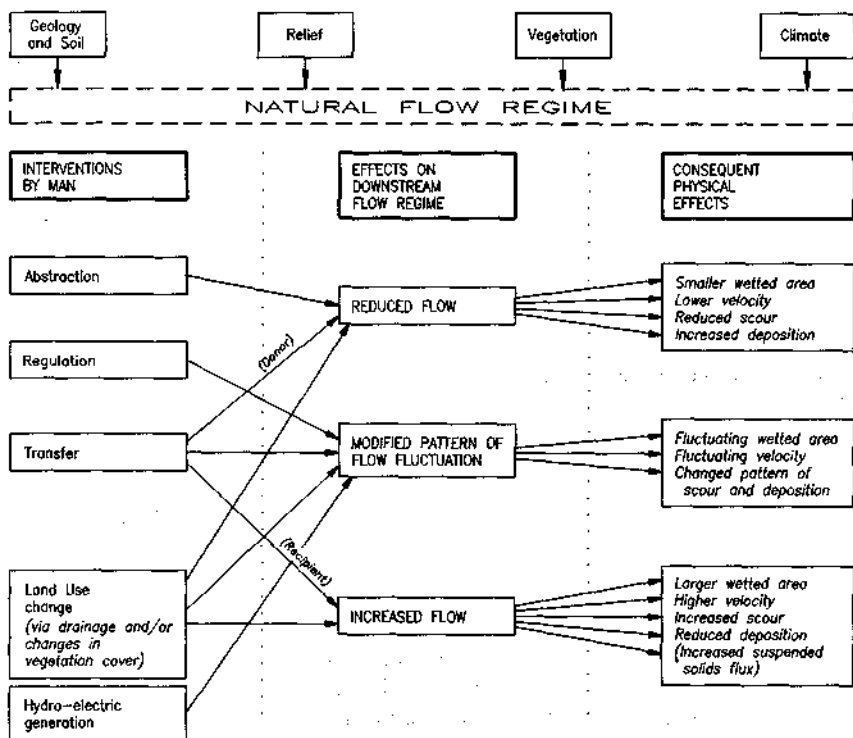 Geology
and Soil
Relief
Vegetation
Climate
NATURAL FLOW REGIME
INTERVENTIONS
BY MAN
EFFECTS ON
DOWNSTREAM
FLOW REGIME
CONSEQUENT
PHYSICAL
EFFECTS
Abstraction
Regulation
Transfer
Land Use
change
(via drainage and/or
changes in
vegetation cover)
Hydro-electric
generation
(Donor)
(Recipient)
REDUCED FLOW
MODIFIED PATTERN OF
FLOW FLUCTUATION
INCREASED FLOW
Smaller wetted area
Lower velocity
Reduced scour
Increased deposition
Fluctuating wetted area
Fluctuating velocity
Changed pattern of
scour and deposition
Larger wetted area
Higher velocity
Increased scour
Reduced deposition
(Increased suspended
solids flux)